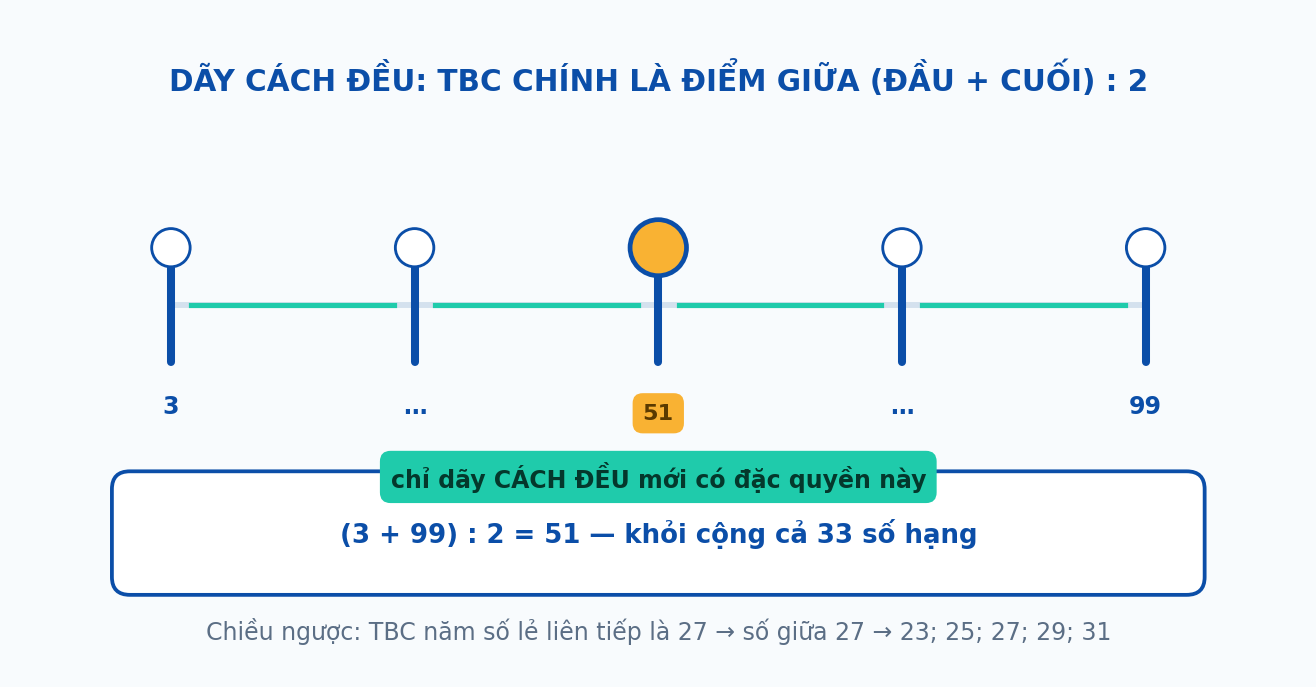 DÃY CÁCH ĐỀU: TBC CHÍNH LÀ ĐIỂM GIỮA (ĐẦU + CUỐI) : 2
3 ... 51 ... 99
chỉ dãy CÁCH ĐỀU mới có đặc quyền này
(3 + 99) : 2 = 51 — khỏi cộng cả 33 số hạng
Chiều ngược: TBC năm số lẻ liên tiếp là 27 → số giữa 27 → 23; 25; 27; 29; 31